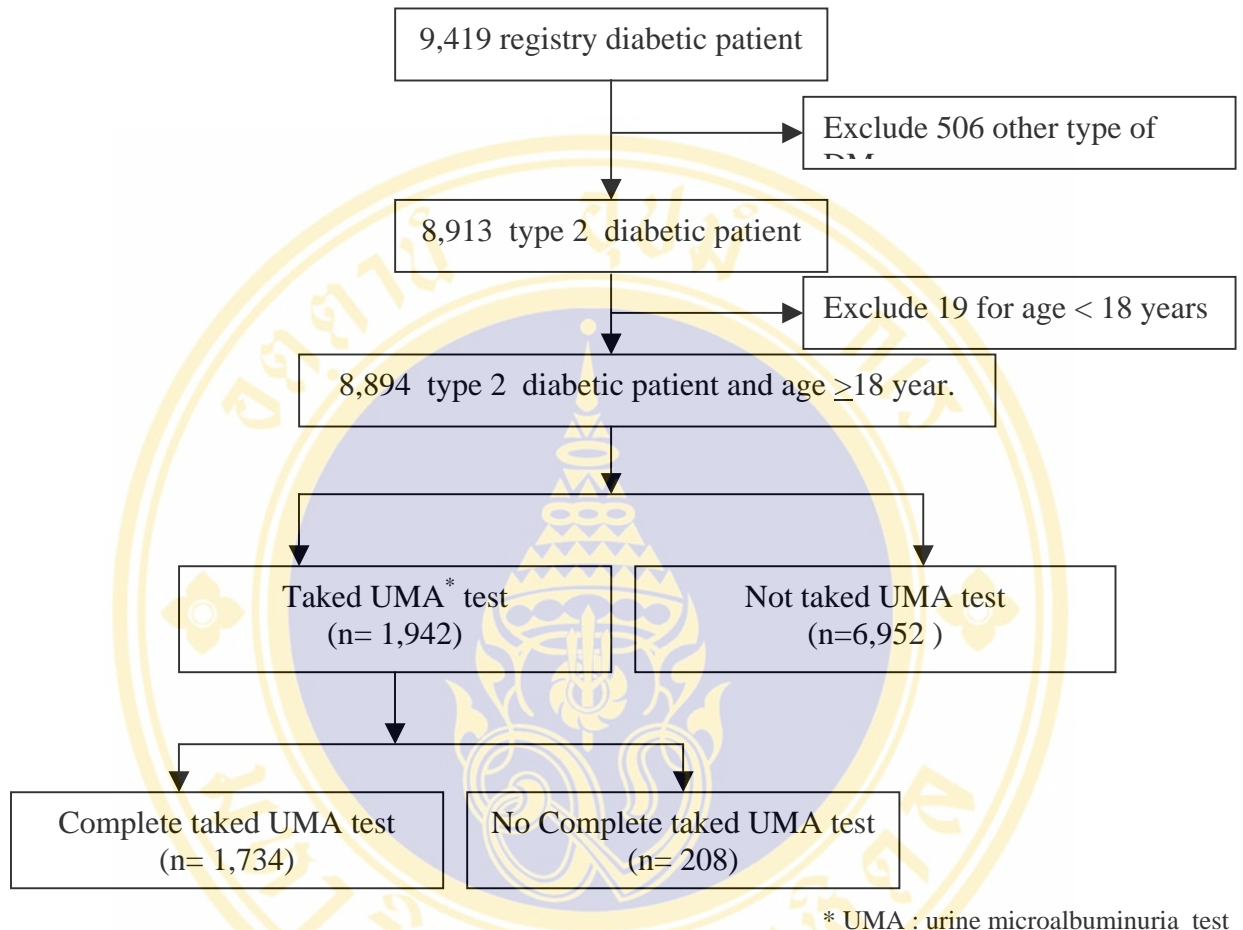 9,419 registry diabetic patient
Exclude 506 other type of
8,913 type 2 diabetic patient
Exclude 19 for age < 18 years
8,894 type 2 diabetic patient and age ≥18 year.
Taked UMA* test
(n= 1,942)
Not taked UMA test
(n=6,952 )
Complete taked UMA test
(n= 1,734)
No Complete taked UMA test
(n= 208)
* UMA : urine microalbuminuria test